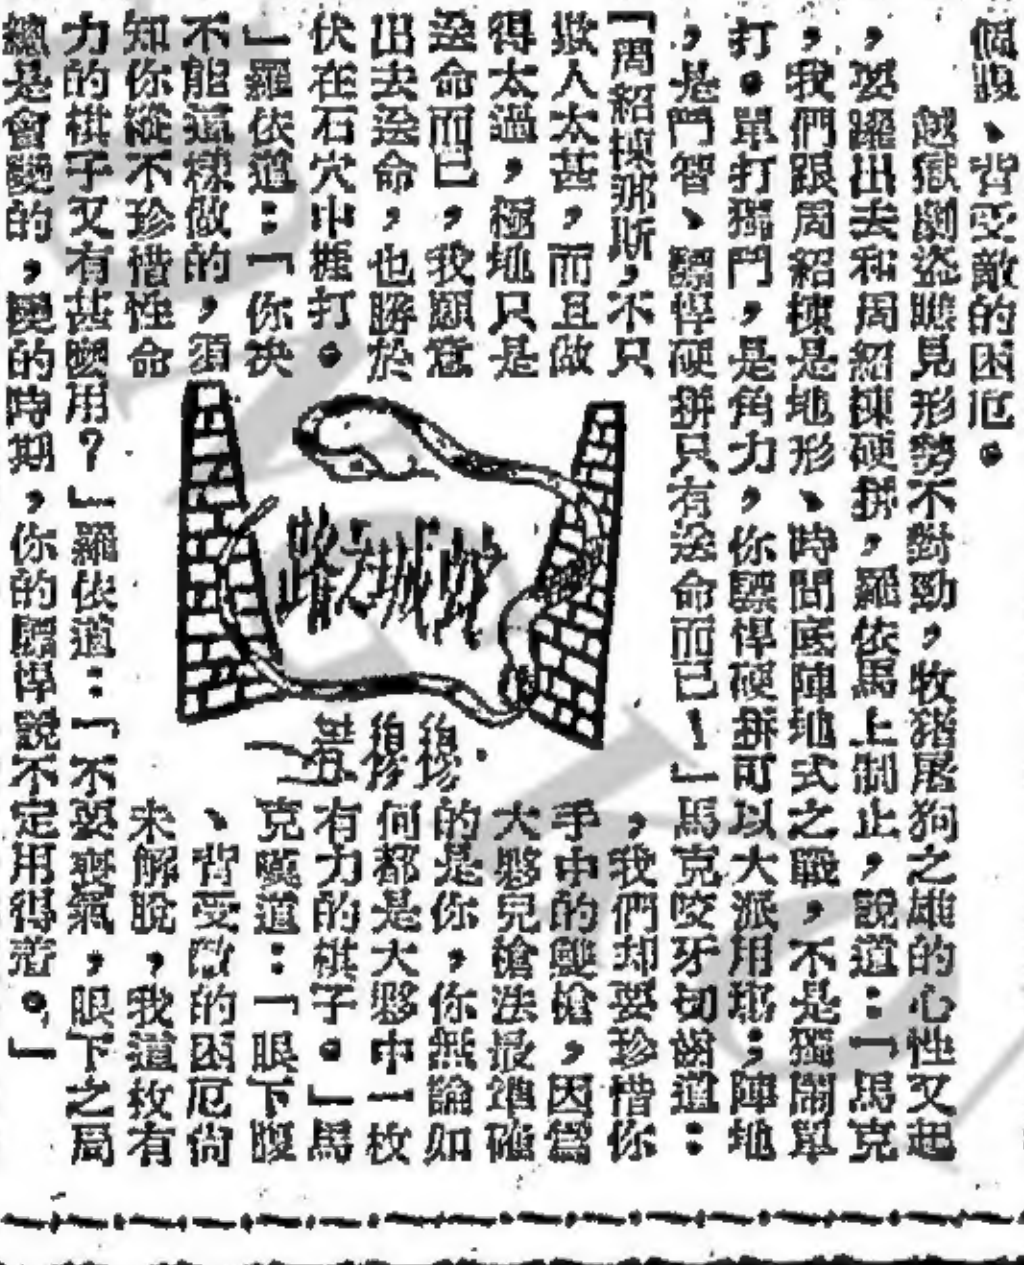 個腹、背受敵的困厄。
越獄劇盜瞧見形勢不對勁，牧豬屠狗之雄的心性又起
，要躍出去和周紹棟硬拼，羅依馬上制止，說道：「馬克
，我們跟周紹棟是地形、時間底陣地式之戰，不是獨鬥單
打。單打獨鬥，是角力，你驃悍硬拼可以大派用場；陣地
，是鬥智、驃悍硬拼只有送命而已！」馬克咬牙切齒道：
「周紹棟那斯，不只
欺人太甚，而且做
得太過，極地只是
送命而已，我願意
出去送命，也勝於
伏在石穴中捱打。
」羅依道：「你決
不能這樣做的，須
知你縱不珍惜性命
蛇城之路
·穆穆著
，我們却要珍惜你
手中的雙槍，因爲
大夥兒槍法最準確
的是你，你無論如
何都是大夥中一枚
有力的棋子。」馬
克嘆道：「眼下腹
、背受敵的困厄尚
未解脫，我這枚有
力的棋子又有甚麼用？」羅依道：「不要喪氣，眼下之局
總是會變的，變的時期，你的驃悍說不定用得着。」